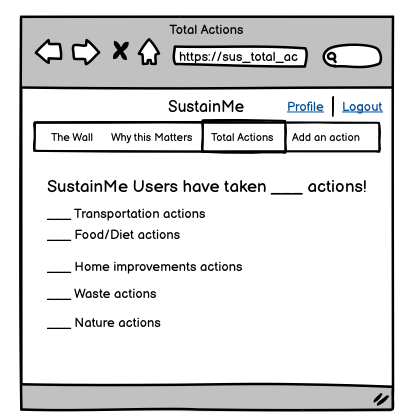 Total Actions
https://sus_total_ac
SustainMe Profile | Logout
The Wall Why this Matters Total Actions Add an action
SustainMe Users have taken ___ actions!
___ Transportation actions
___ Food/Diet actions
___ Home improvements actions
___ Waste actions
___ Nature actions